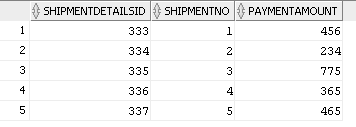 SHIPMENTDETAILSID SHIPMENTNO PAYMENTAMOUNT
1 333 1 456
2 334 2 234
3 335 3 775
4 336 4 365
5 337 5 465